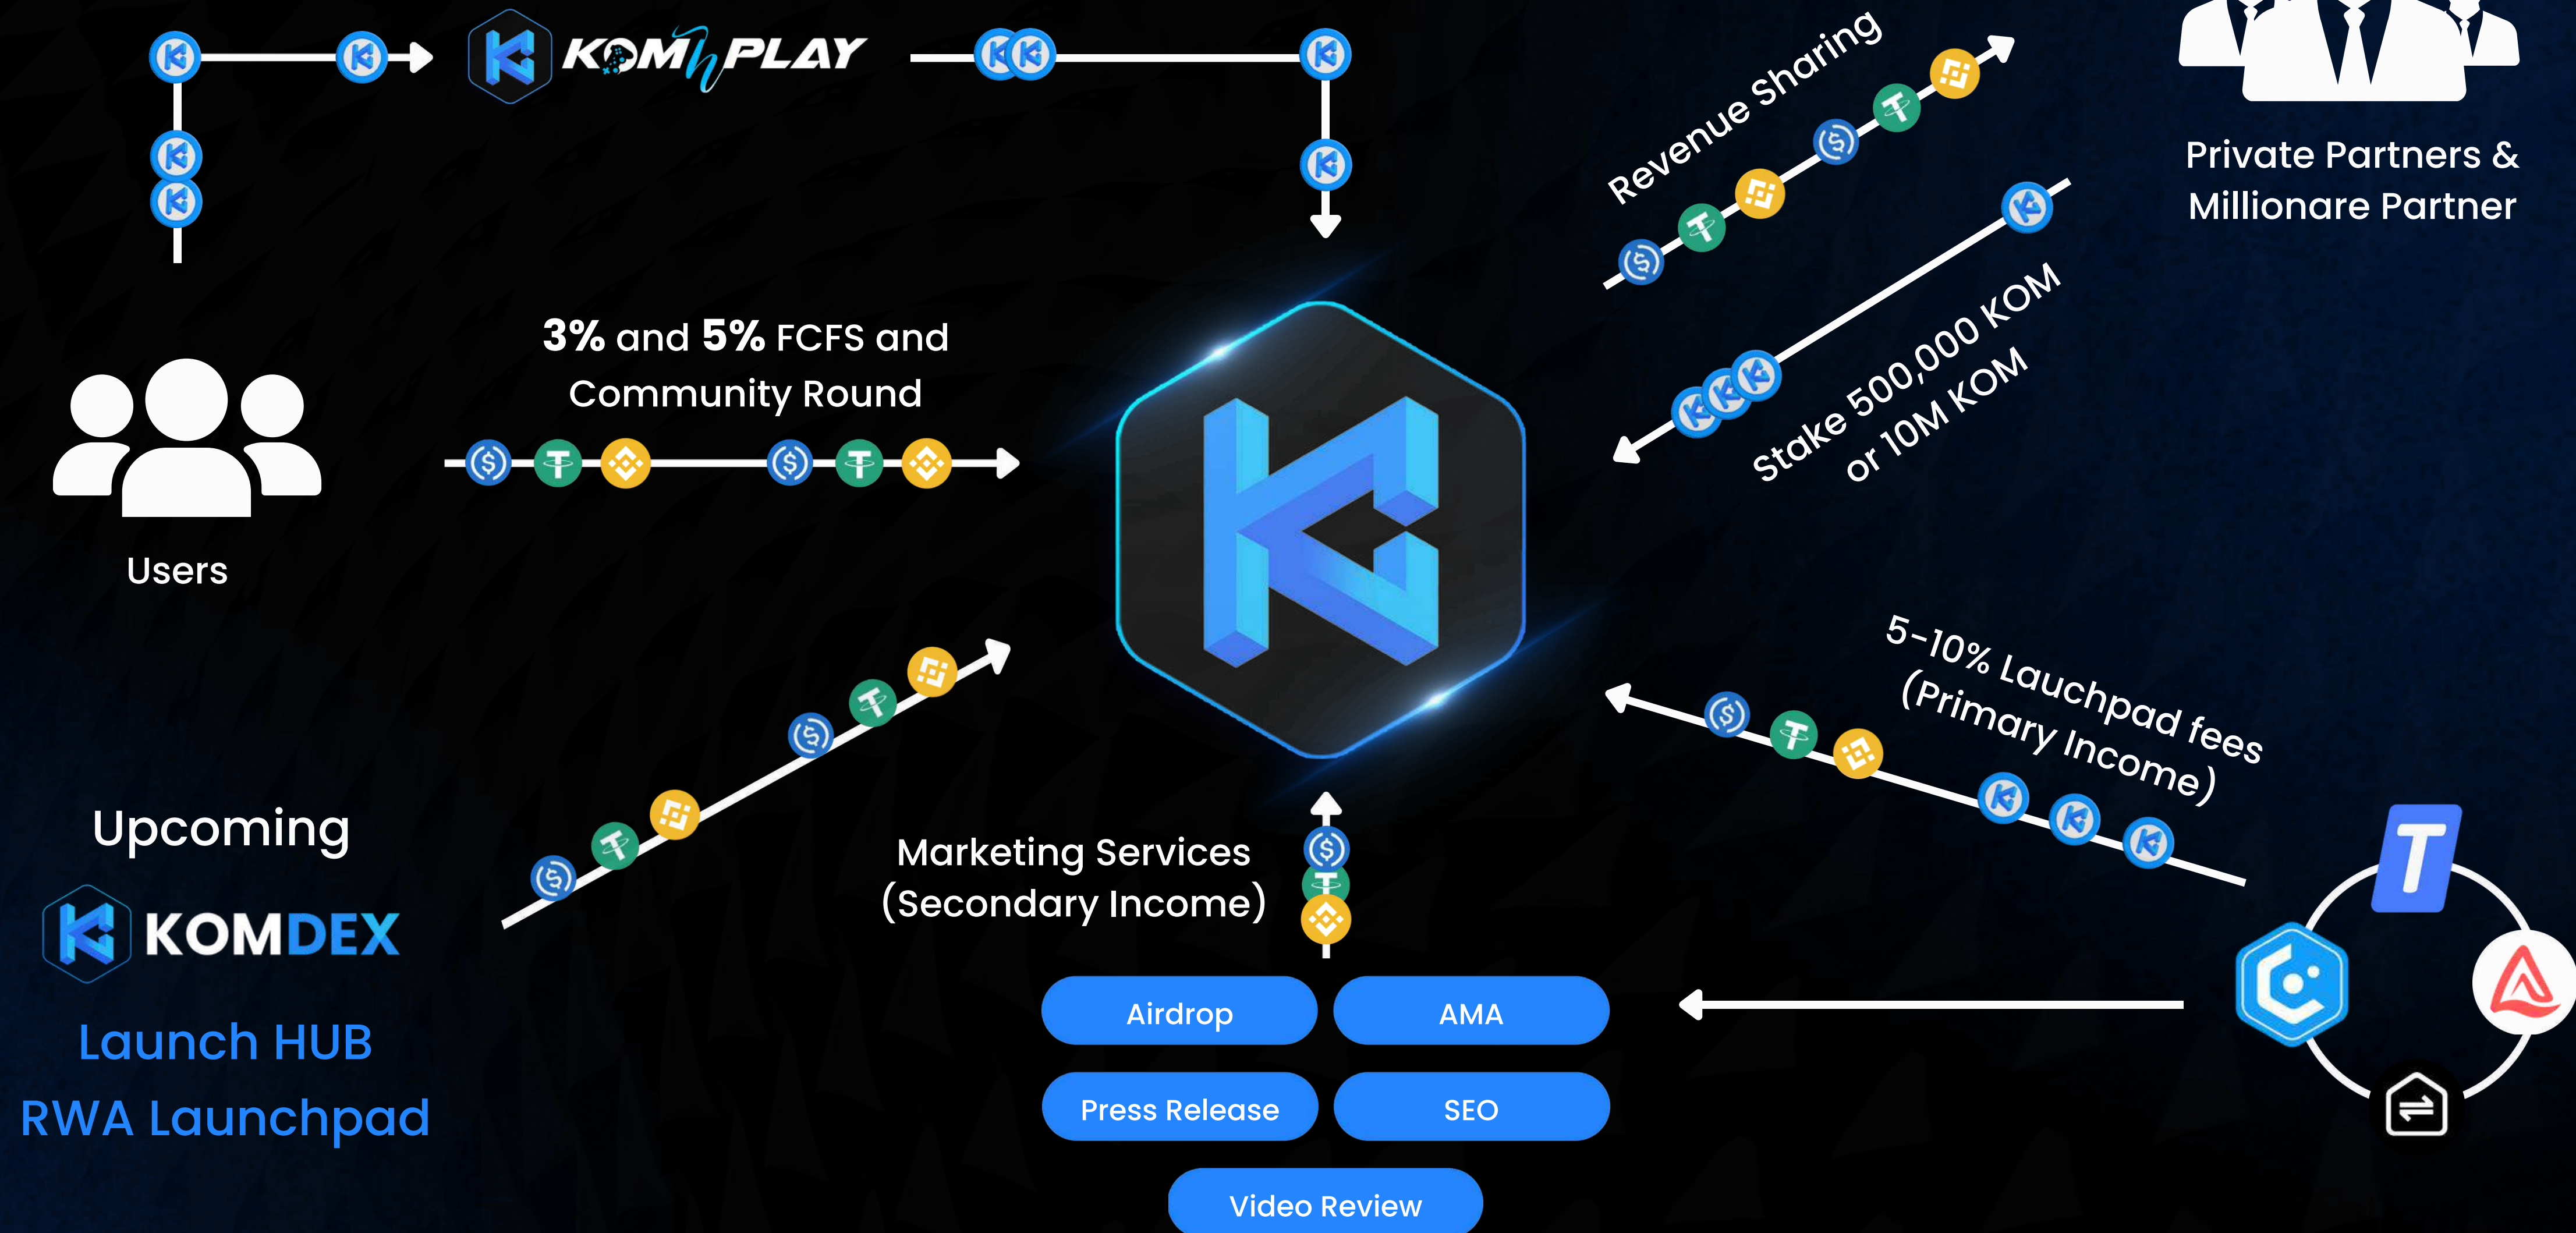 KOM'n PLAY
Revenue Sharing
Private Partners &
Millionare Partner
Stake 500,000 KOM
or 10M KOM
3% and 5% FCFS and
Community Round
Users
5-10% Lauchpad fees
(Primary Income)
Upcoming
KOMDEX
Launch HUB
RWA Launchpad
Marketing Services
(Secondary Income)
Airdrop
AMA
Press Release
SEO
Video Review